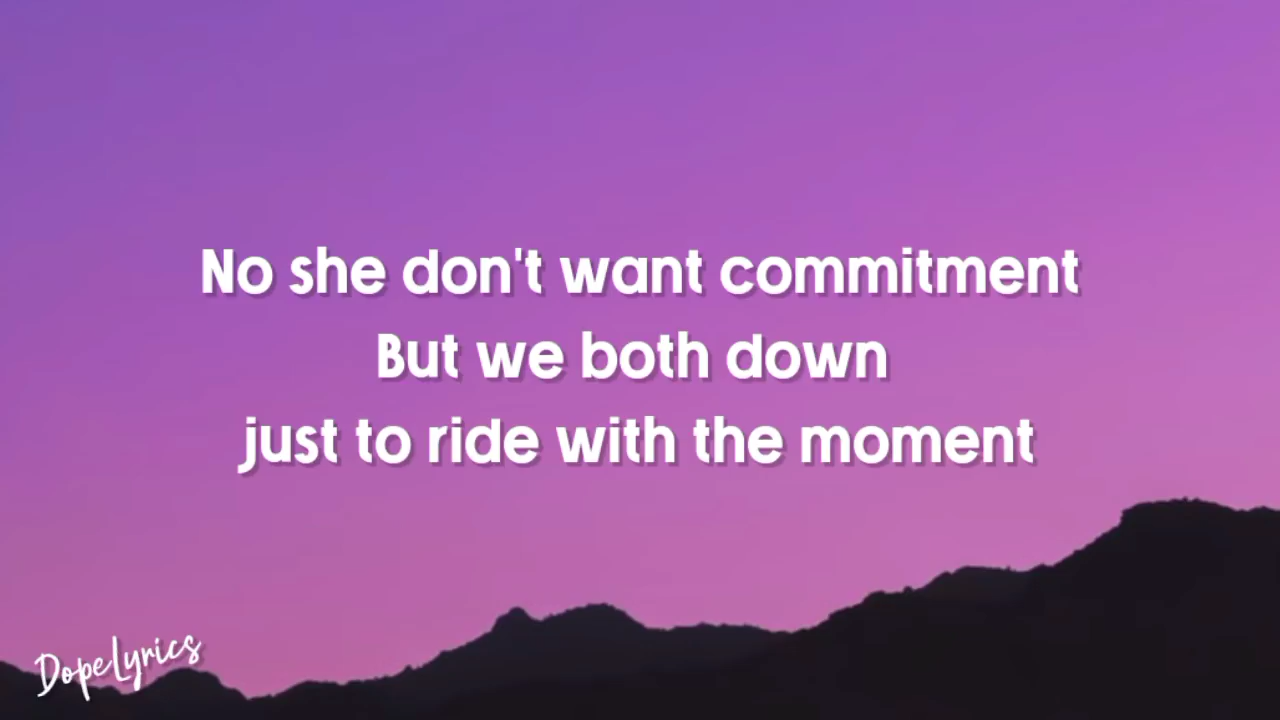 No she don't want commitment
But we both down
just to ride with the moment
DopeLyrics